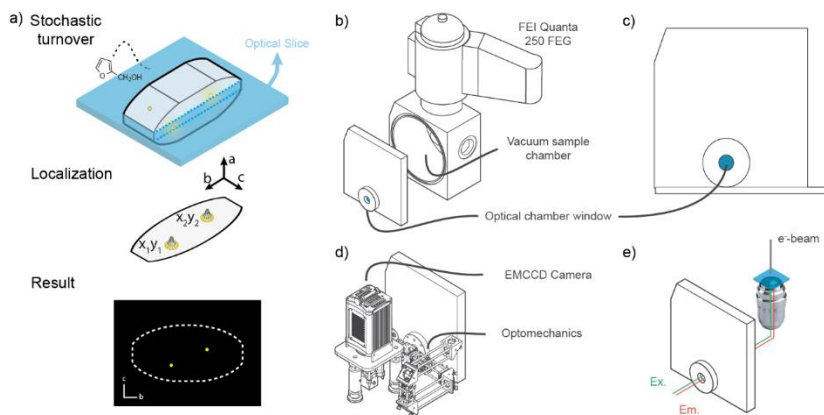 a)
Stochastic
turnover
Optical Slice
O
CH₂OH
Localization
a
b
c
x₂y₂
x₁y₁
Result
c
b
b)
FEI Quanta
250 FEG
Vacuum sample
chamber
Optical chamber window
c)
d)
EMCCD Camera
Optomechanics
e)
e⁻-beam
Ex.
Em.